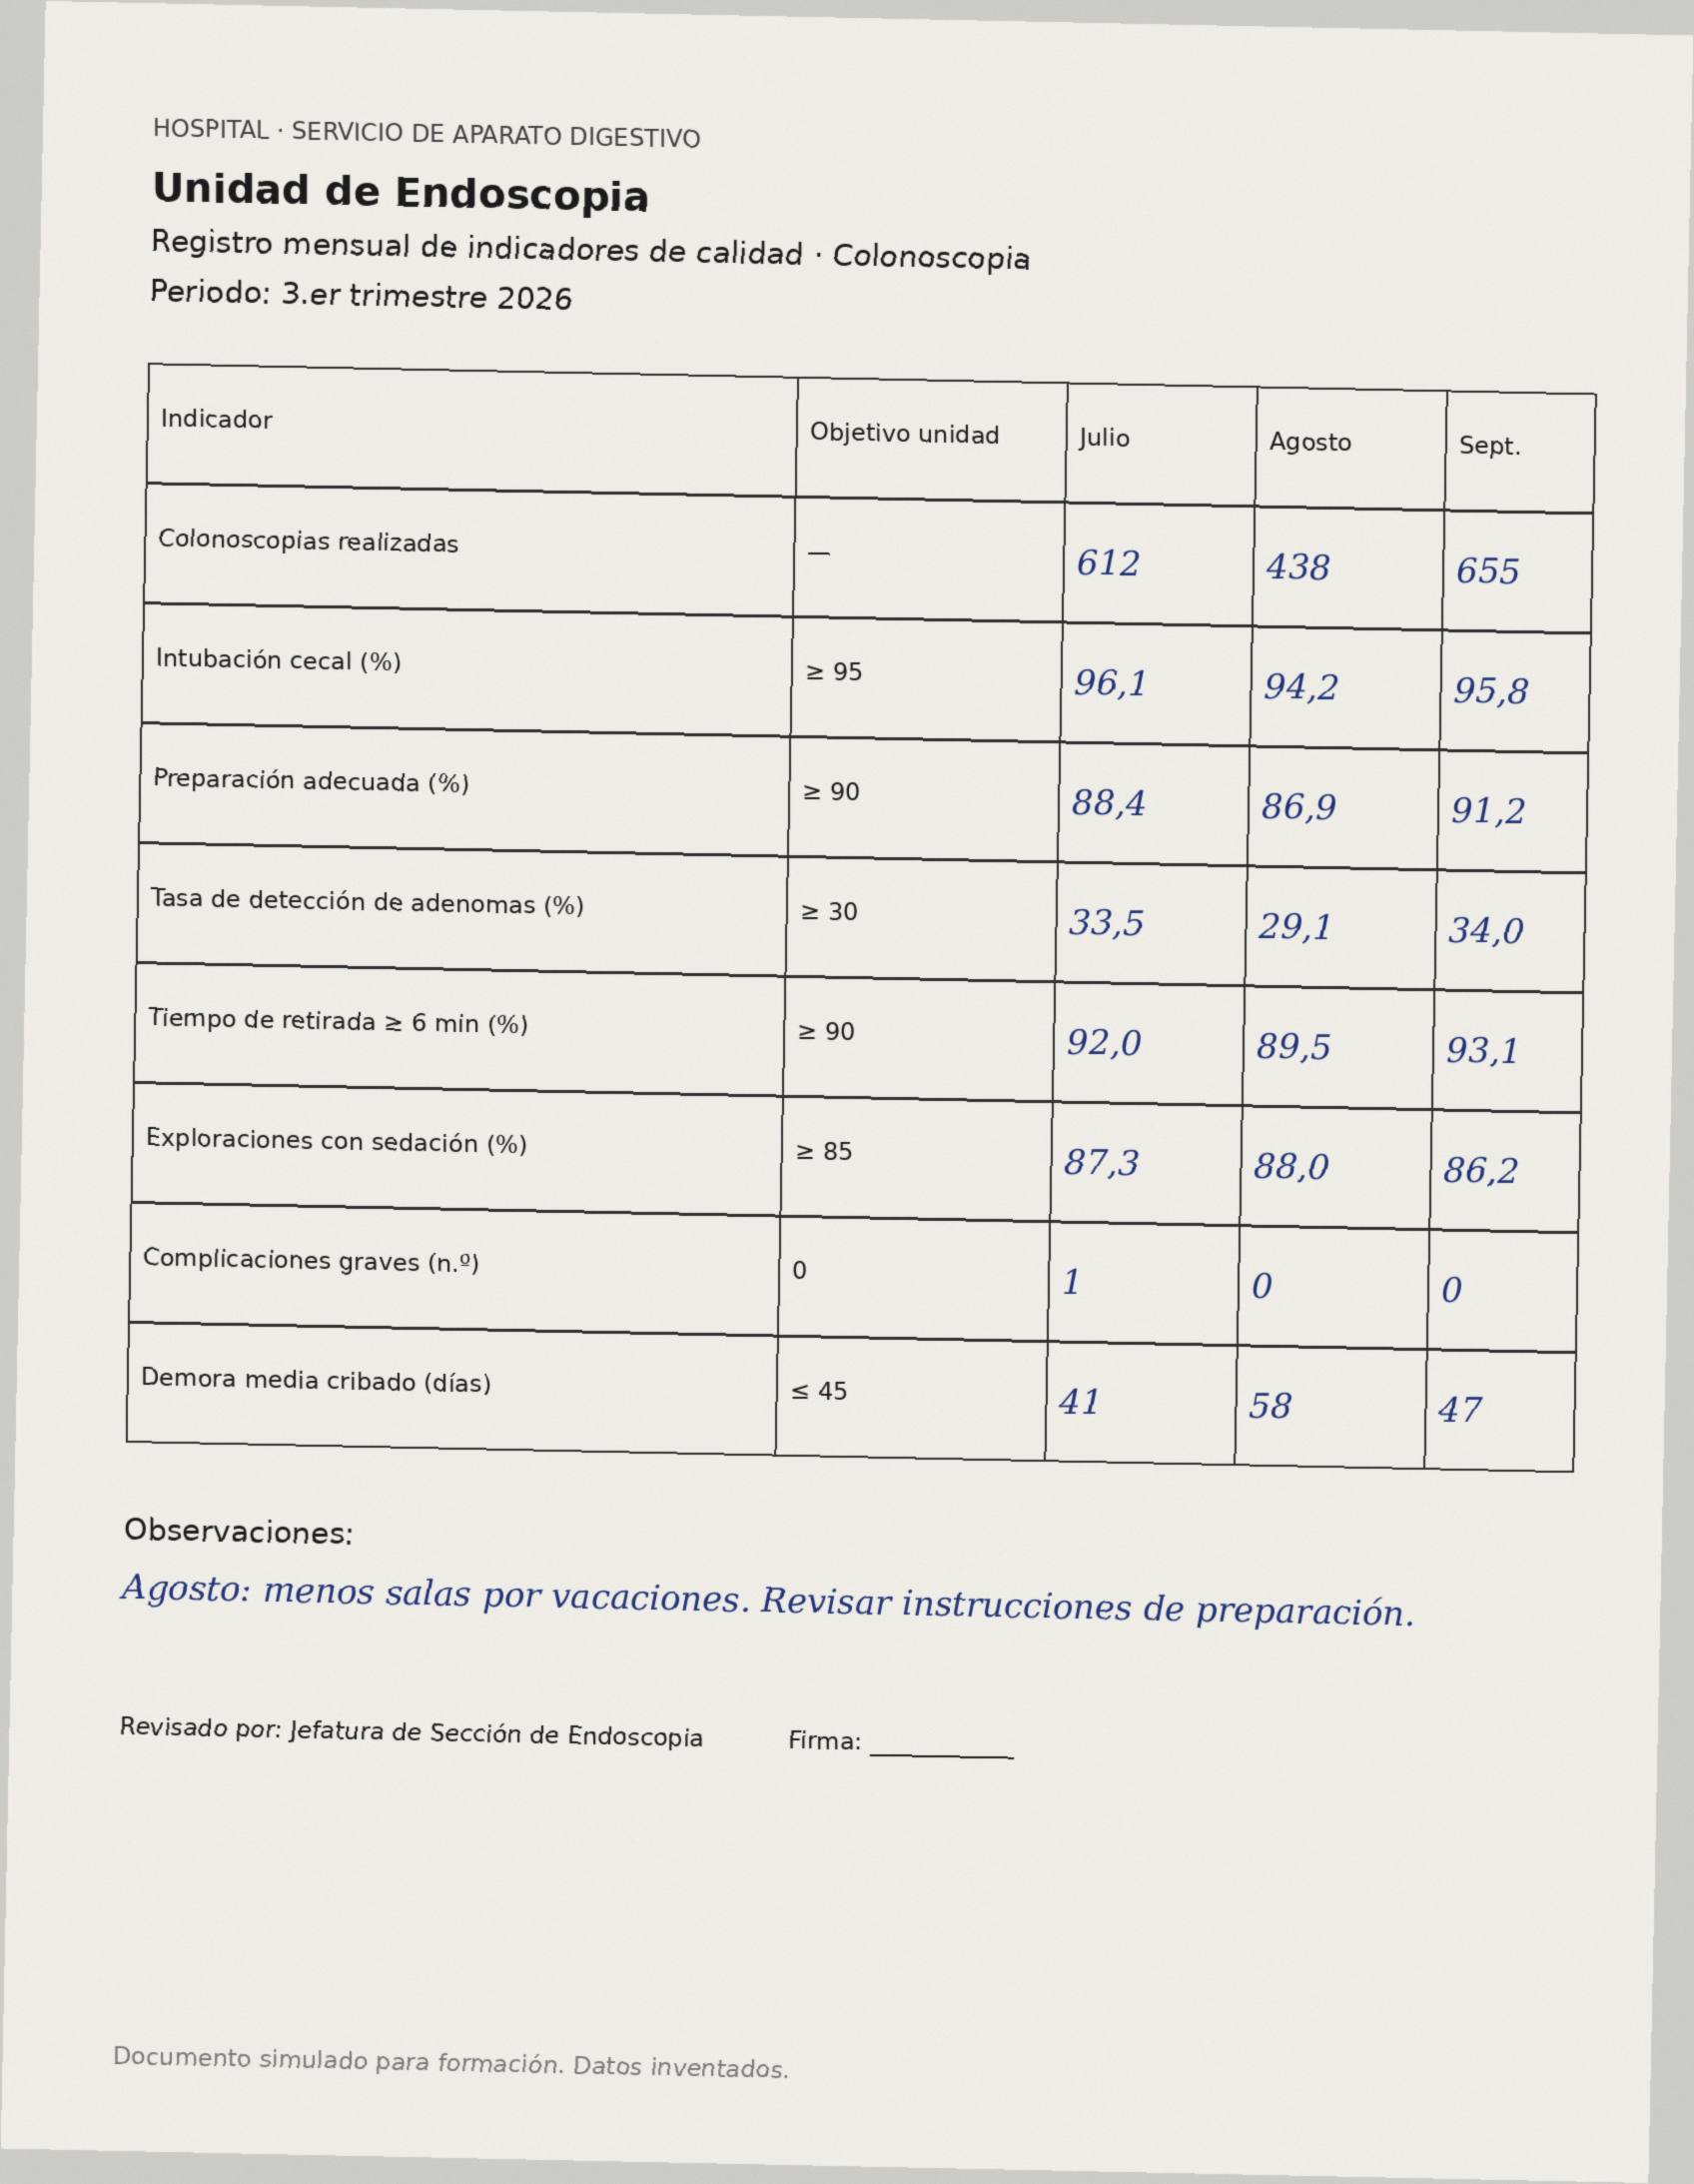 HOSPITAL · SERVICIO DE APARATO DIGESTIVO
Unidad de Endoscopia
Registro mensual de indicadores de calidad · Colonoscopia
Periodo: 3.er trimestre 2026
Indicador Objetivo unidad Julio Agosto Sept.
Colonoscopias realizadas — 612 438 655
Intubación cecal (%) ≥ 95 96,1 94,2 95,8
Preparación adecuada (%) ≥ 90 88,4 86,9 91,2
Tasa de detección de adenomas (%) ≥ 30 33,5 29,1 34,0
Tiempo de retirada ≥ 6 min (%) ≥ 90 92,0 89,5 93,1
Exploraciones con sedación (%) ≥ 85 87,3 88,0 86,2
Complicaciones graves (n.º) 0 1 0 0
Demora media cribado (días) ≤ 45 41 58 47
Observaciones:
Agosto: menos salas por vacaciones. Revisar instrucciones de preparación.
Revisado por: Jefatura de Sección de Endoscopia Firma: ____________
Documento simulado para formación. Datos inventados.